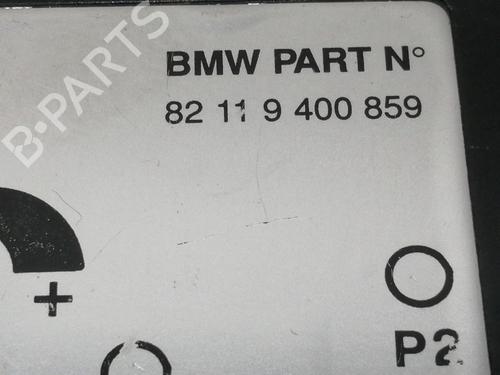 B-PARTS
BMW PART N°
82 11 9 400 859
+
P2